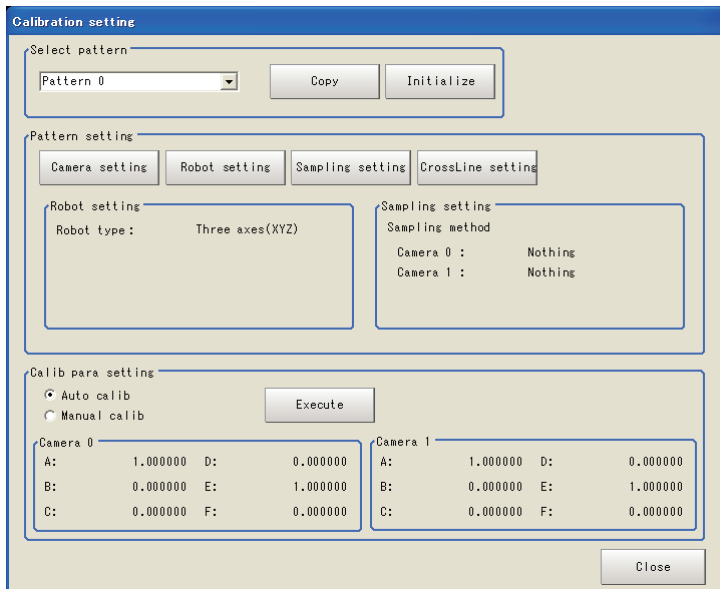 Calibration setting
Select pattern
Pattern 0 Copy Initialize
Pattern setting
Camera setting Robot setting Sampling setting CrossLine setting
Robot setting
Robot type : Three axes(XYZ)
Sampling setting
Sampling method
Camera 0 : Nothing
Camera 1 : Nothing
Calib para setting
Auto calib
Manual calib
Execute
Camera 0
A: 1.000000 D: 0.000000
B: 0.000000 E: 1.000000
C: 0.000000 F: 0.000000
Camera 1
A: 1.000000 D: 0.000000
B: 0.000000 E: 1.000000
C: 0.000000 F: 0.000000
Close